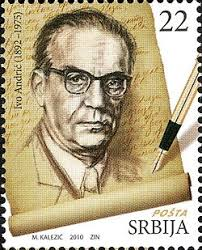 22
Ivo Andrić (1892 – 1975)
POŠTA
SRBIJA
M. KALEZIĆ 2010 ZIN